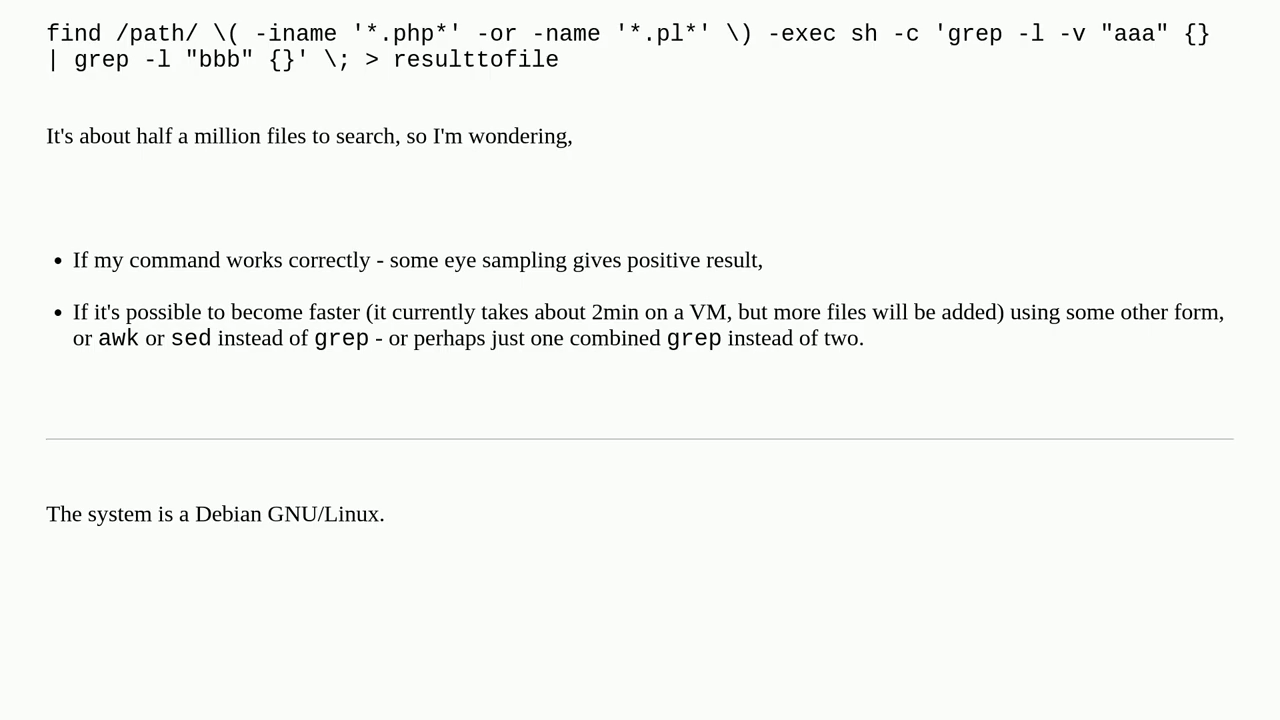 find /path/ \( -iname '*.php*' -or -name '*.pl*' \) -exec sh -c 'grep -l -v "aaa" {}
| grep -l "bbb" {}' \; > resulttofile
It's about half a million files to search, so I'm wondering,
• If my command works correctly - some eye sampling gives positive result,
• If it's possible to become faster (it currently takes about 2min on a VM, but more files will be added) using some other form,
or awk or sed instead of grep - or perhaps just one combined grep instead of two.
The system is a Debian GNU/Linux.